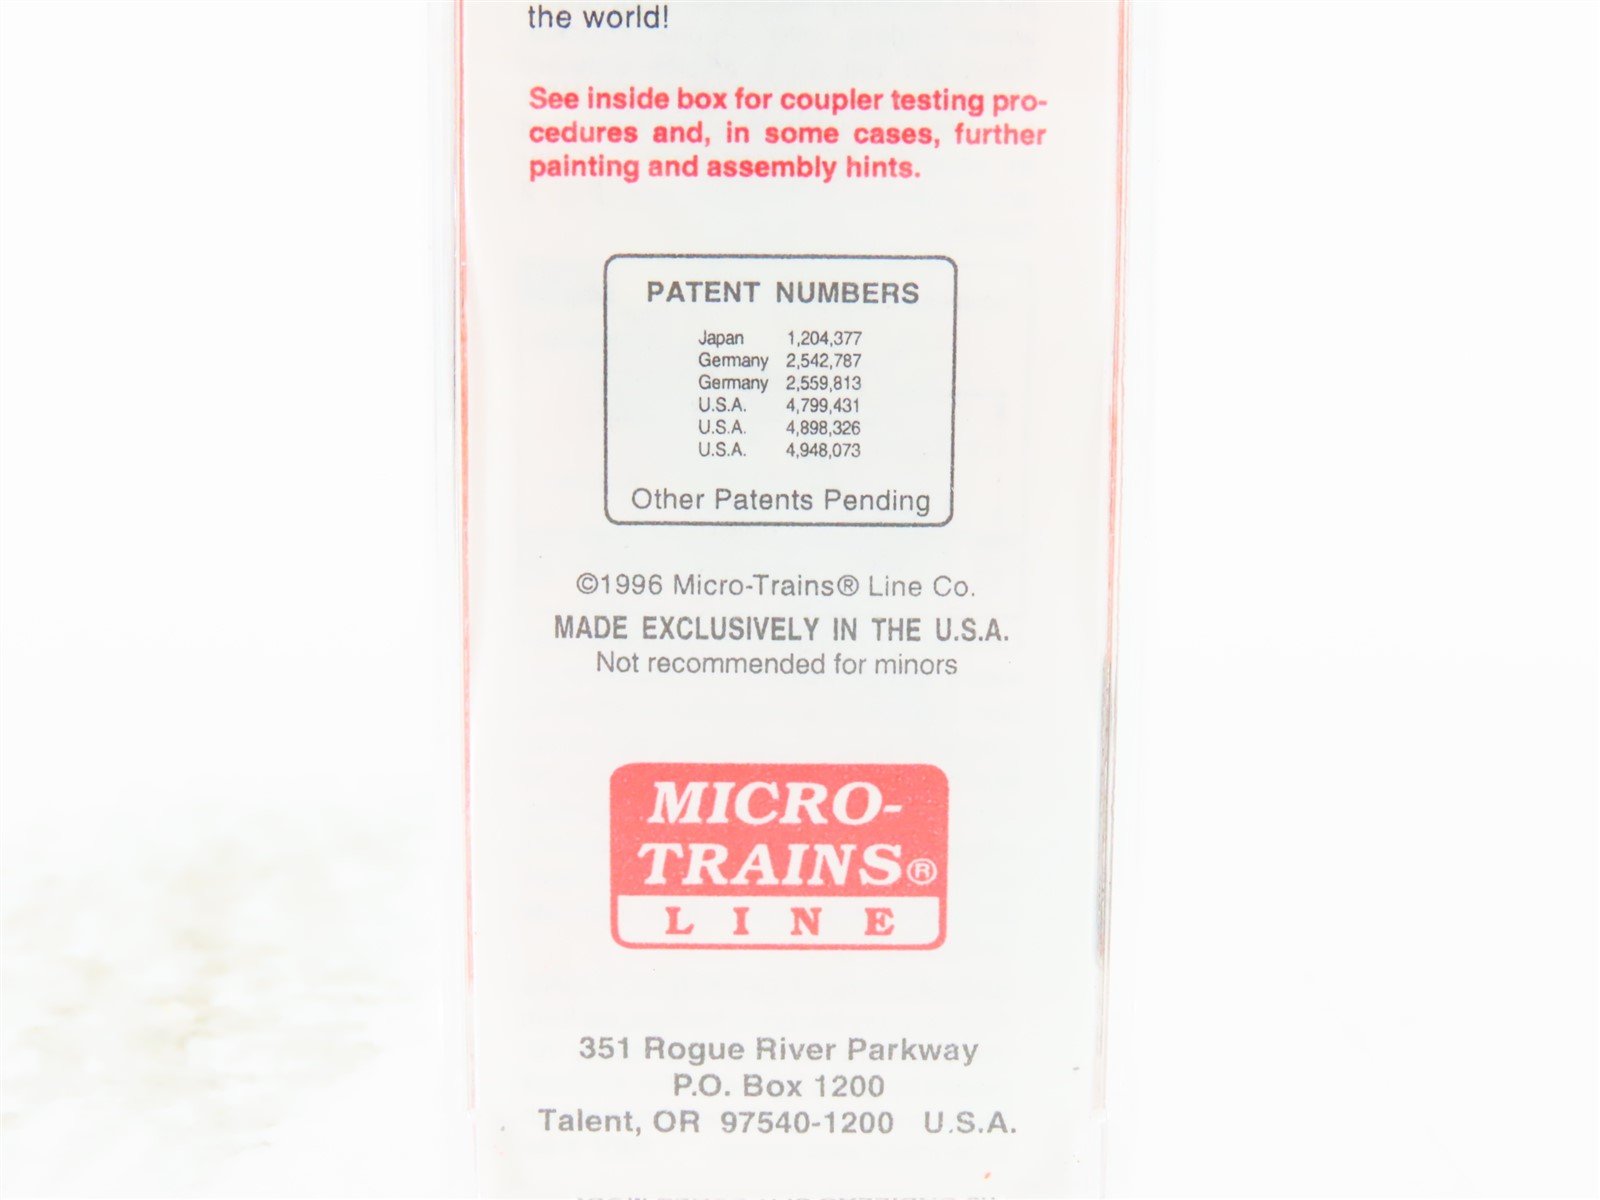 the world!
See inside box for coupler testing pro-
cedures and, in some cases, further
painting and assembly hints.
PATENT NUMBERS
Japan 1,204,377
Germany 2,542,787
Germany 2,559,813
U.S.A. 4,799,431
U.S.A. 4,898,326
U.S.A. 4,948,073
Other Patents Pending
©1996 Micro-Trains® Line Co.
MADE EXCLUSIVELY IN THE U.S.A.
Not recommended for minors
MICRO-
TRAINS®
LINE
351 Rogue River Parkway
P.O. Box 1200
Talent, OR 97540-1200 U.S.A.